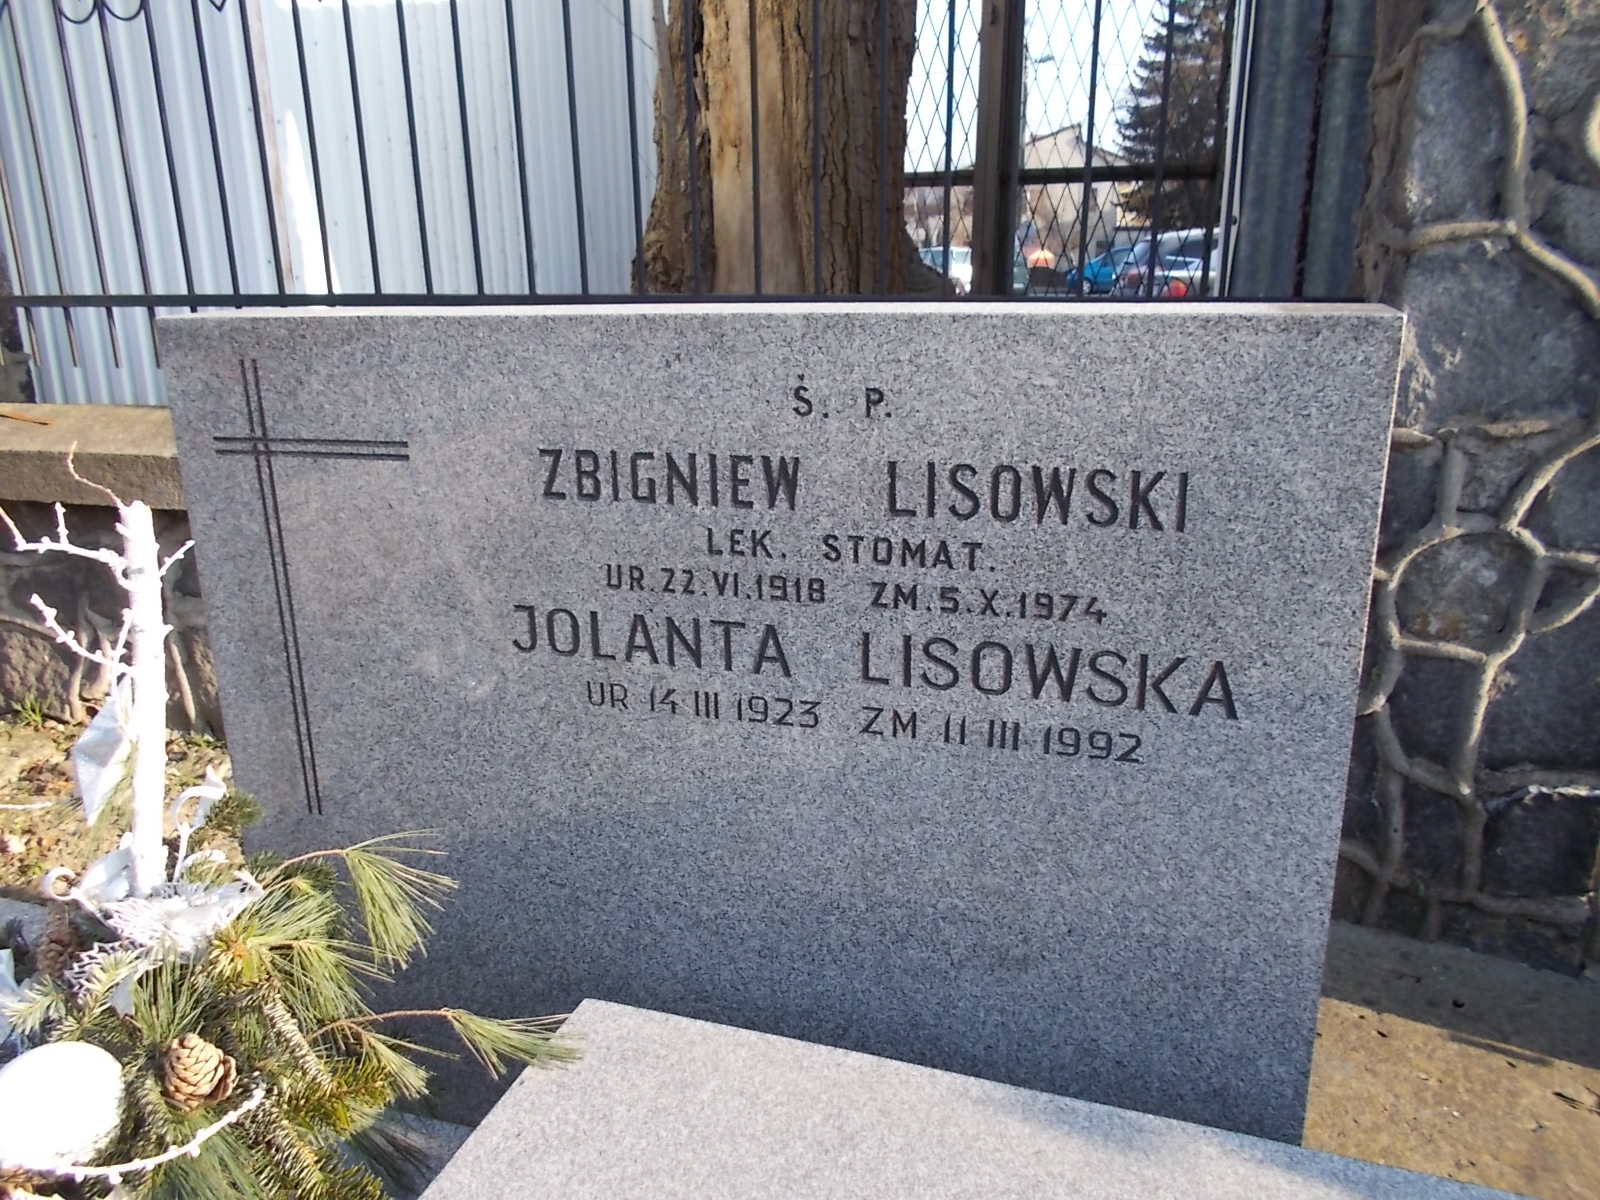 Ś. P.
ZBIGNIEW LISOWSKI
LEK. STOMAT.
UR.22.VI.1918 ZM.5.X.1974
JOLANTA LISOWSKA
UR 14 III 1923 ZM 11 III 1992